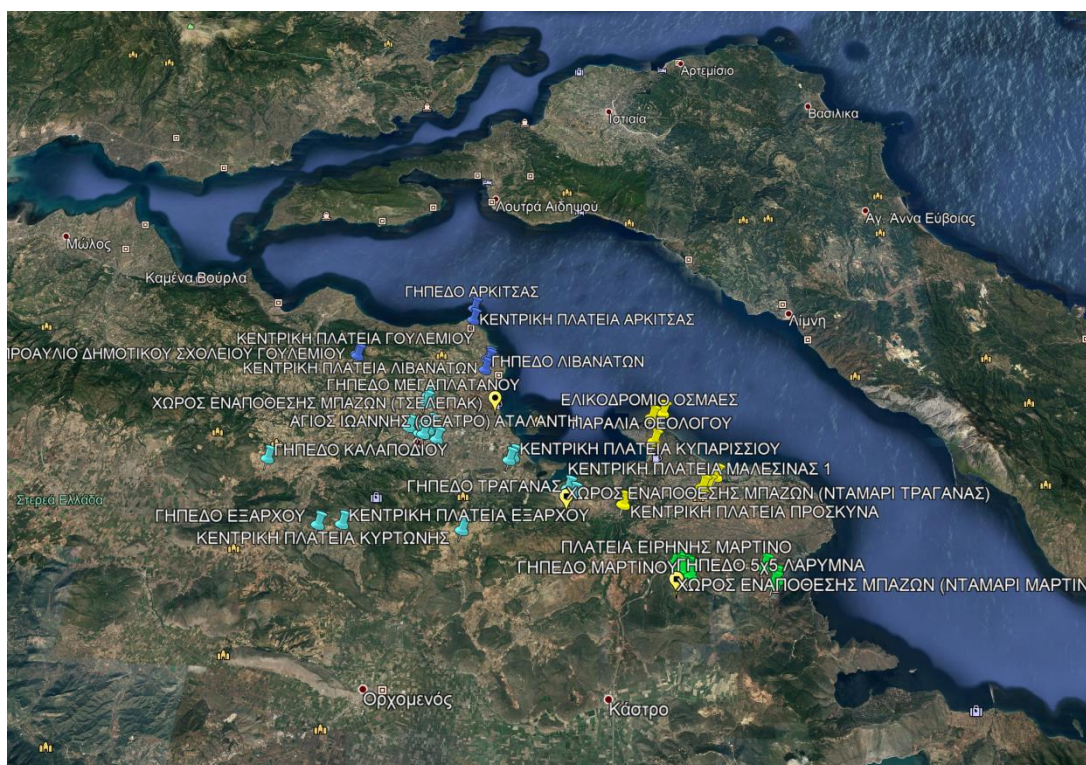 Αρτεμίσιο
Ιστιαία
Βασιλικα
Λουτρά Αιδηψού
Αγ. Άννα Εύβοιας
Μώλος
Καμένα Βούρλα
ΓΗΠΕΔΟ ΑΡΚΙΤΣΑΣ
ΚΕΝΤΡΙΚΗ ΠΛΑΤΕΙΑ ΑΡΚΙΤΣΑΣ
Λίμνη
ΚΕΝΤΡΙΚΗ ΠΛΑΤΕΙΑ ΓΟΥΛΕΜΙΟΥ
ΠΡΟΑΥΛΙΟ ΔΗΜΟΤΙΚΟΥ ΣΧΟΛΕΙΟΥ ΓΟΥΛΕΜΙΟΥ
ΓΗΠΕΔΟ ΛΙΒΑΝΑΤΩΝ
ΚΕΝΤΡΙΚΗ ΠΛΑΤΕΙΑ ΛΙΒΑΝΑΤΩΝ
ΓΗΠΕΔΟ ΜΕΓΑΠΛΑΤΑΝΟΥ
ΧΩΡΟΣ ΕΝΑΠΟΘΕΣΗΣ ΜΠΑΖΩΝ (ΤΣΕΛΕΠΑΚ)
ΕΛΙΚΟΔΡΟΜΙΟ ΟΣΜΑΕΣ
ΑΓΙΟΣ ΙΩΑΝΝΗΣ (ΘΕΑΤΡΟ) ΑΤΑΛΑΝΤΗ
ΠΑΡΑΛΙΑ ΘΕΟΛΟΓΟΥ
ΓΗΠΕΔΟ ΚΑΛΑΠΟΔΙΟΥ
ΚΕΝΤΡΙΚΗ ΠΛΑΤΕΙΑ ΚΥΠΑΡΙΣΣΙΟΥ
ΚΕΝΤΡΙΚΗ ΠΛΑΤΕΙΑ ΜΑΛΕΣΙΝΑΣ 1
ΓΗΠΕΔΟ ΤΡΑΓΑΝΑΣ
ΧΩΡΟΣ ΕΝΑΠΟΘΕΣΗΣ ΜΠΑΖΩΝ (ΝΤΑΜΑΡΙ ΤΡΑΓΑΝΑΣ)
Στερεά Ελλάδα
ΚΕΝΤΡΙΚΗ ΠΛΑΤΕΙΑ ΠΡΟΣΚΥΝΑ
ΓΗΠΕΔΟ ΕΞΑΡΧΟΥ
ΚΕΝΤΡΙΚΗ ΠΛΑΤΕΙΑ ΕΞΑΡΧΟΥ
ΚΕΝΤΡΙΚΗ ΠΛΑΤΕΙΑ ΚΥΡΤΩΝΗΣ
ΠΛΑΤΕΙΑ ΕΙΡΗΝΗΣ ΜΑΡΤΙΝΟ
ΓΗΠΕΔΟ ΜΑΡΤΙΝΟΥ
ΓΗΠΕΔΟ 5χ5 ΛΑΡΥΜΝΑ
ΧΩΡΟΣ ΕΝΑΠΟΘΕΣΗΣ ΜΠΑΖΩΝ (ΝΤΑΜΑΡΙ ΜΑΡΤΙΝ
Ορχομενός
Κάστρο